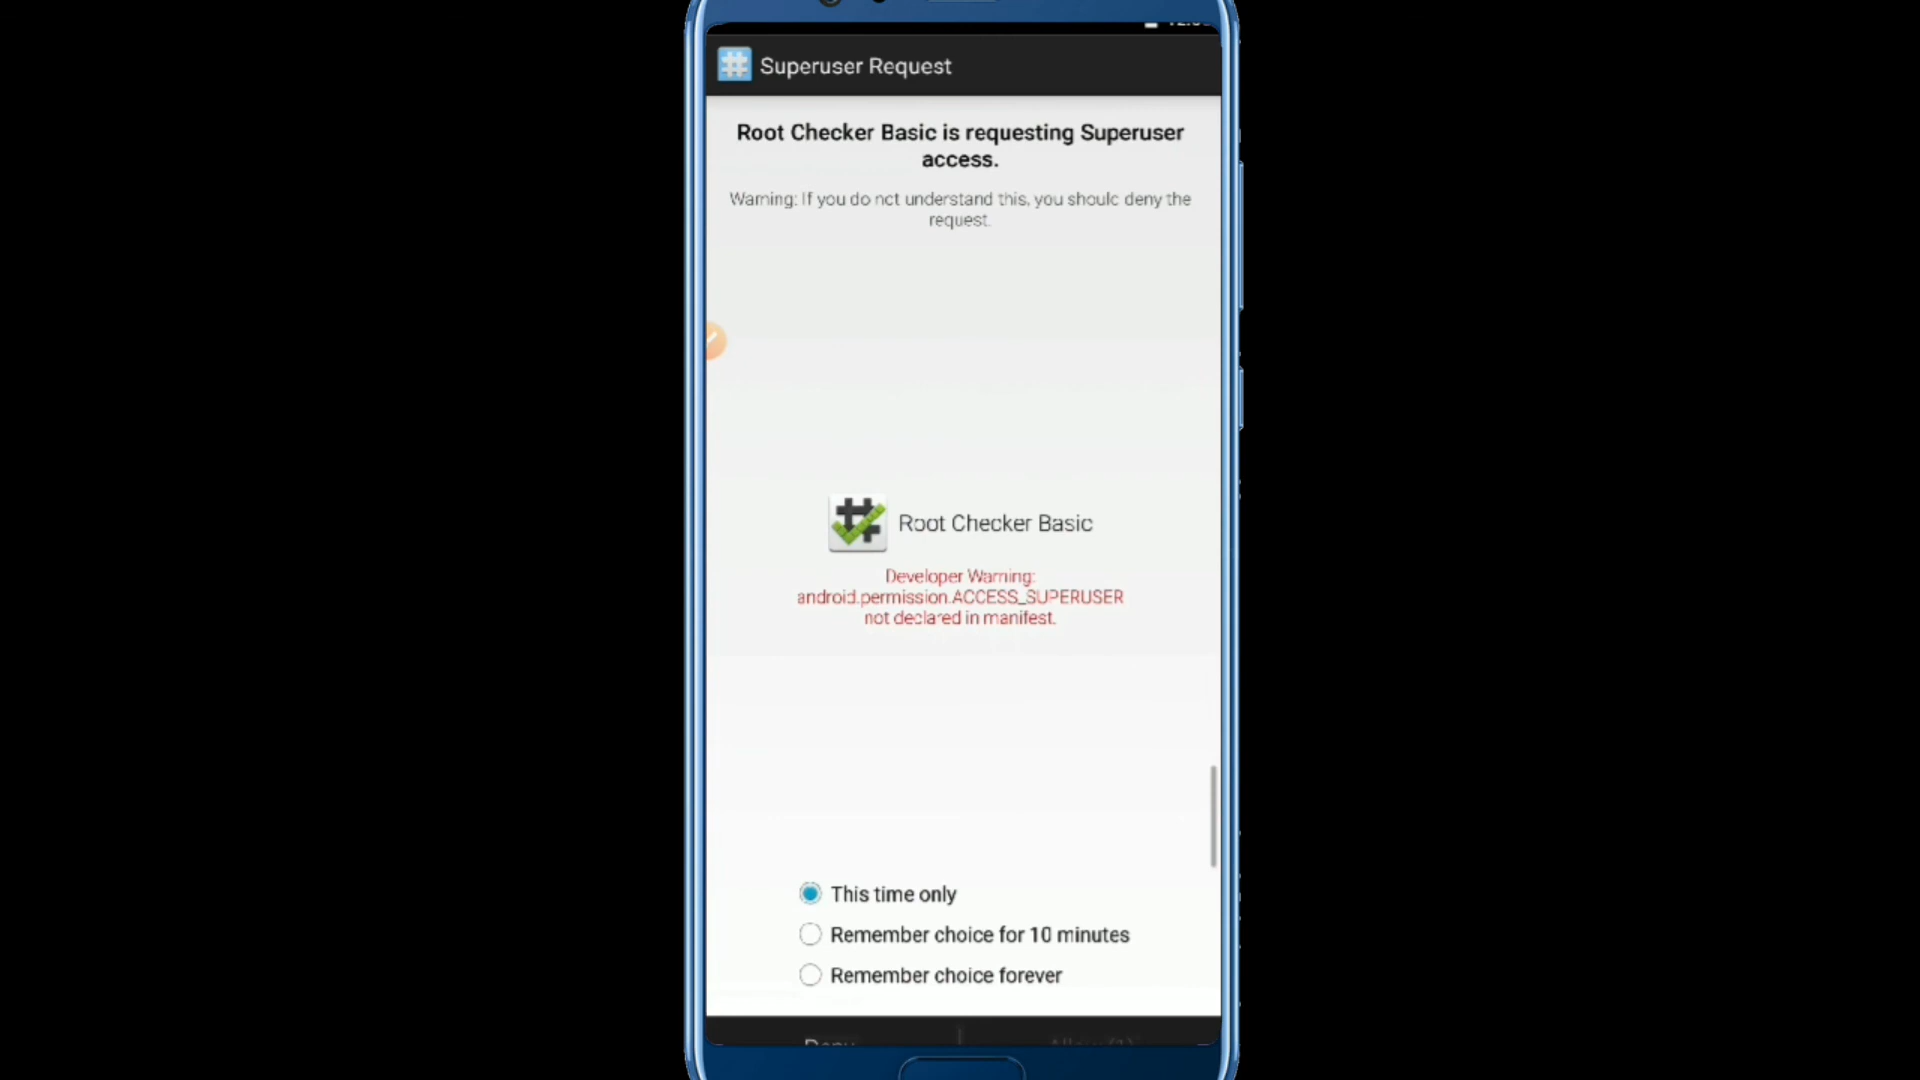 Superuser Request
Root Checker Basic is requesting Superuser
access.
Warning: If you do not understand this, you should deny the
request.
Root Checker Basic
Developer Warning:
android.permission.ACCESS_SUPERUSER
not declared in manifest.
This time only
Remember choice for 10 minutes
Remember choice forever
Deny